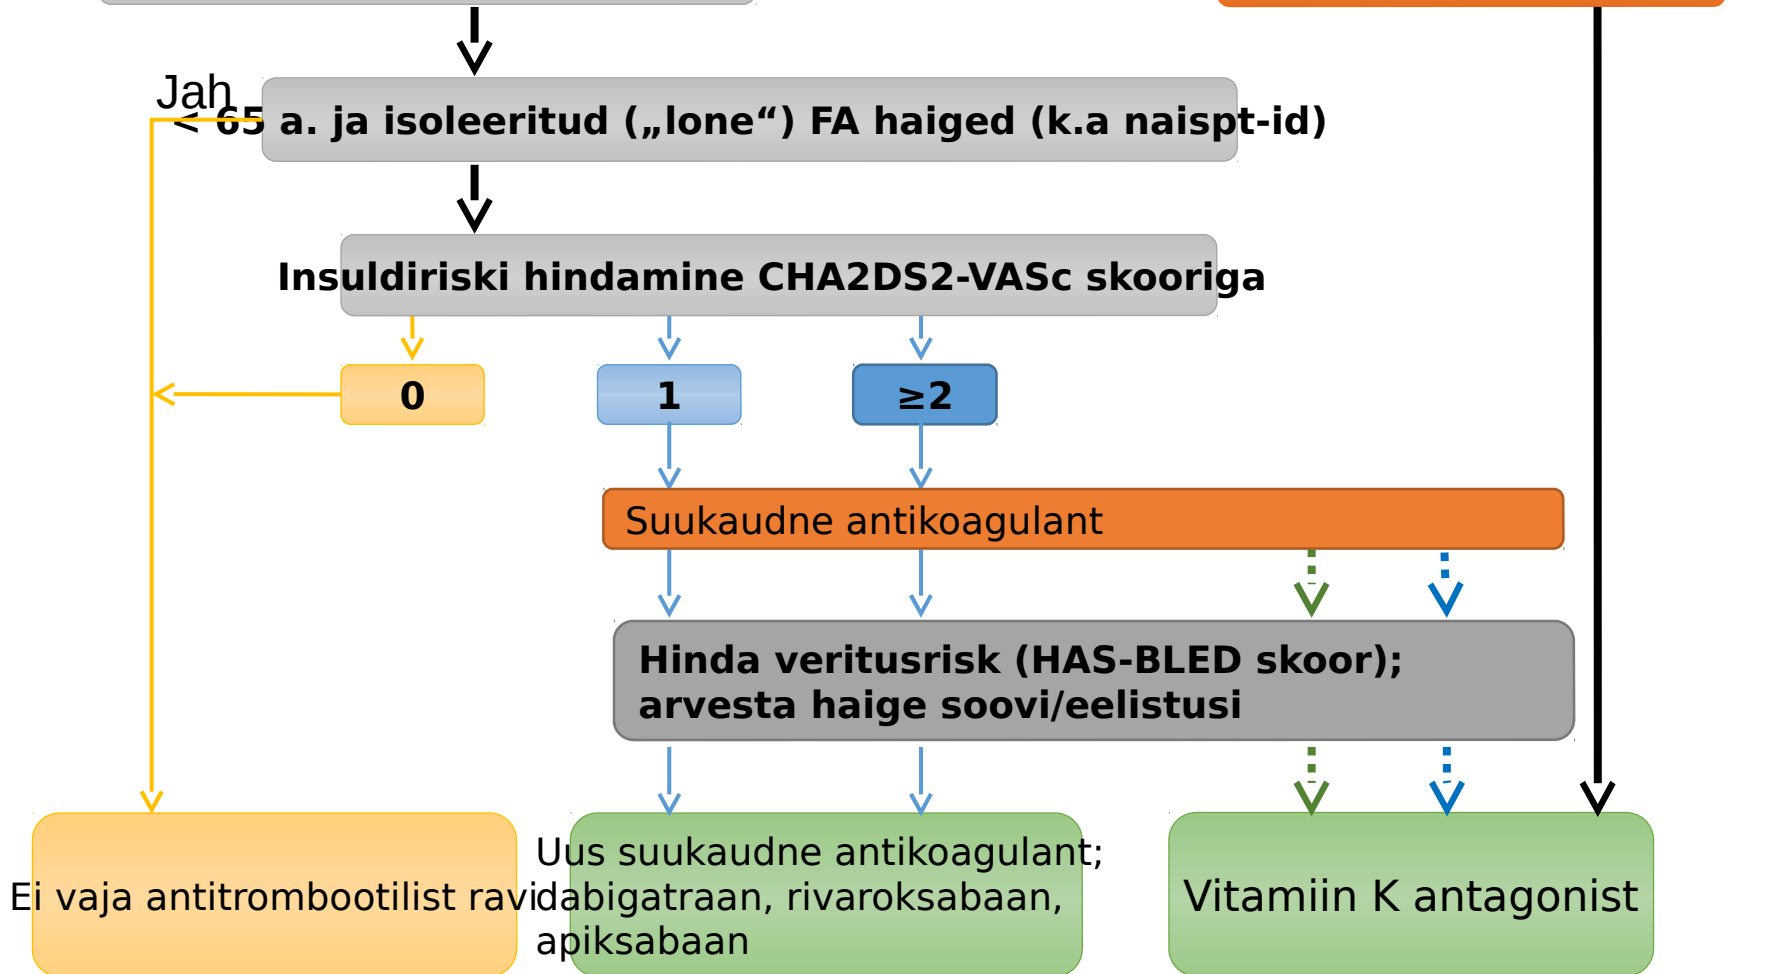 Jah
< 65 a. ja isoleeritud („lone“) FA haiged (k.a naispt-id)
Insuldiriski hindamine CHA2DS2-VASc skooriga
0
1
≥2
Suukaudne antikoagulant
Hinda veritusrisk (HAS-BLED skoor);
arvesta haige soovi/eelistusi
Ei vaja antitrombootilist ravi
Uus suukaudne antikoagulant;
dabigatraan, rivaroksabaan,
apiksabaan
Vitamiin K antagonist